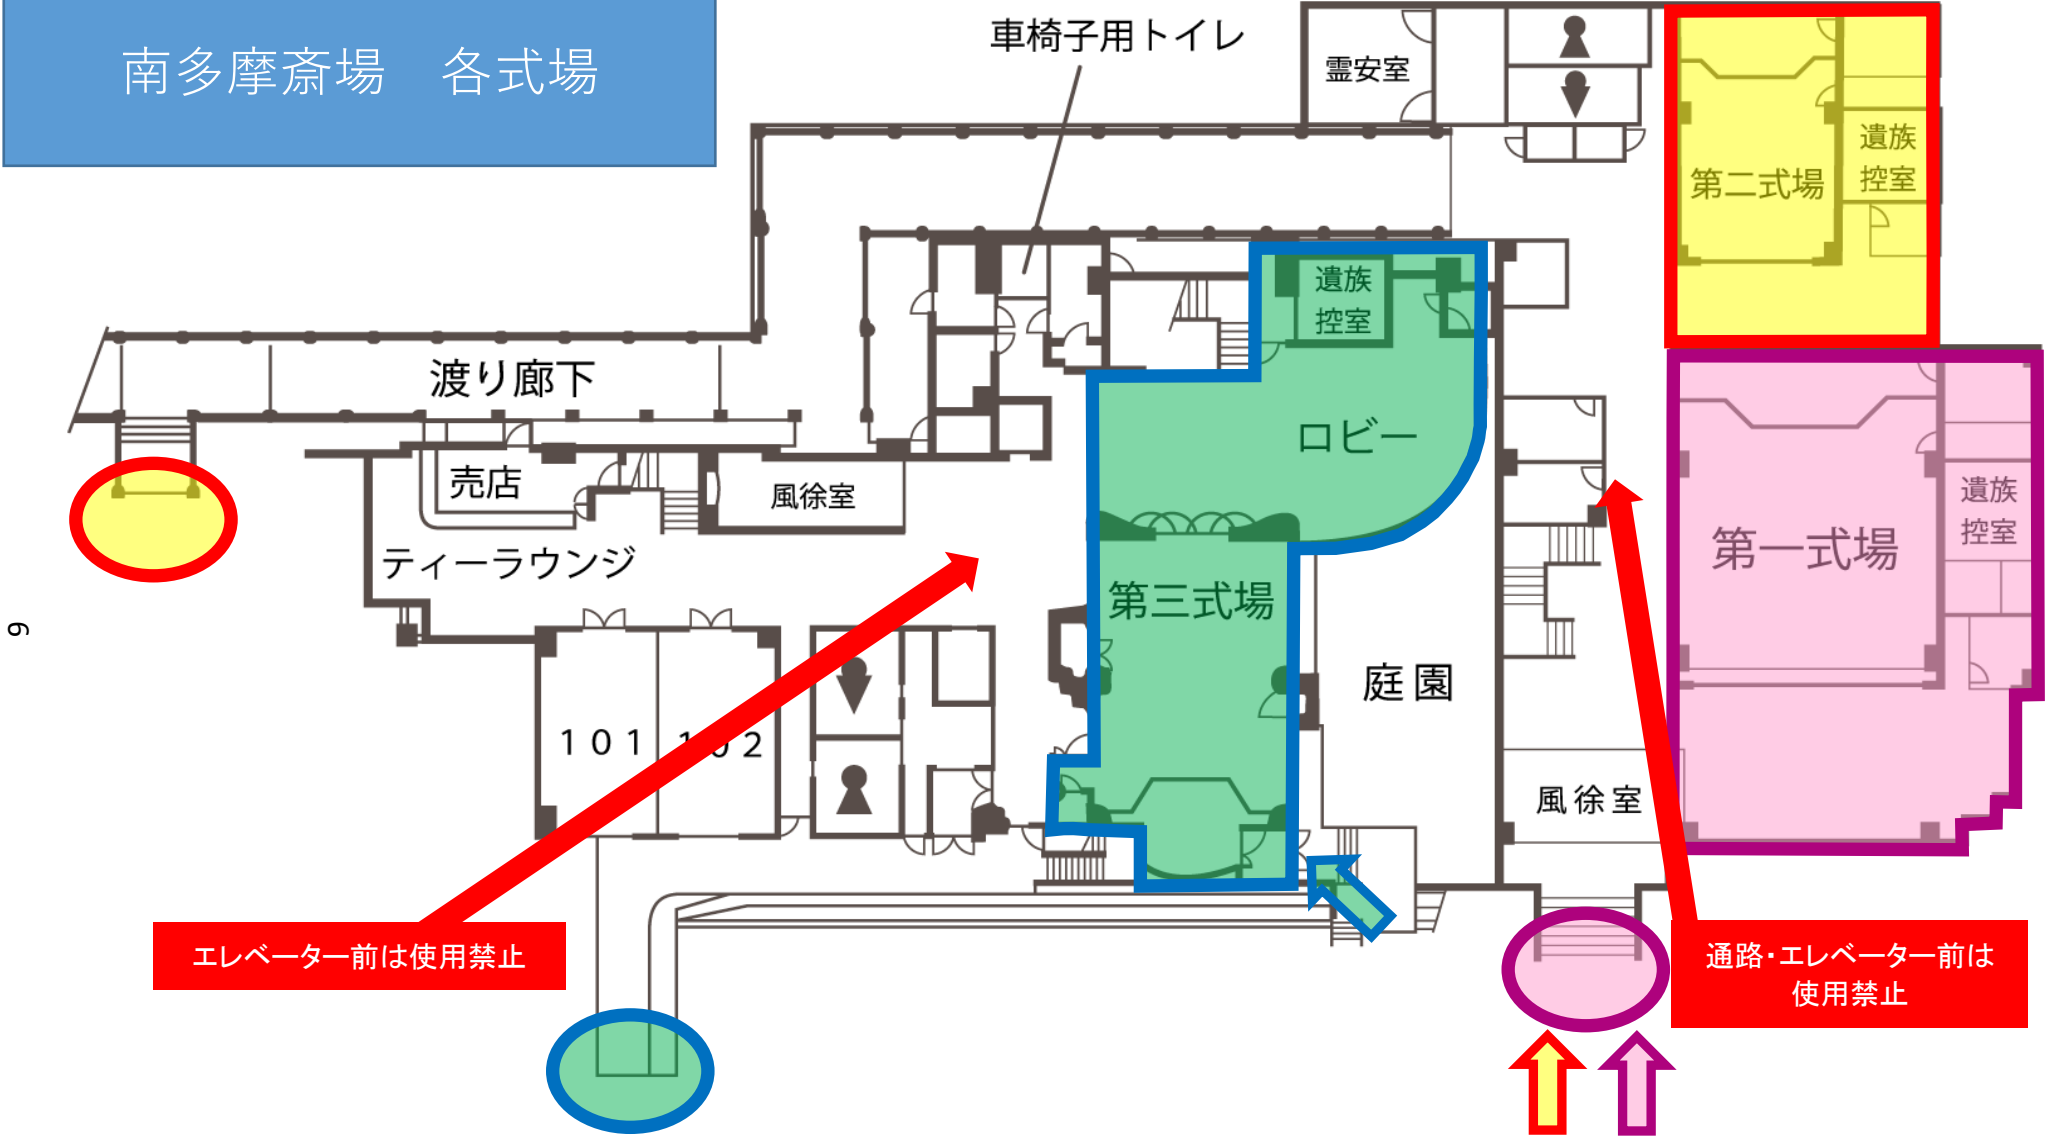 南多摩斎場　各式場
車椅子用トイレ
霊安室
遺族
控室
第二式場
遺族
控室
渡り廊下
ロビー
売店
風徐室
遺族
控室
第一式場
ティーラウンジ
第三式場
9
庭園
101
102
風徐室
エレベーター前は使用禁止
通路・エレベーター前は
使用禁止